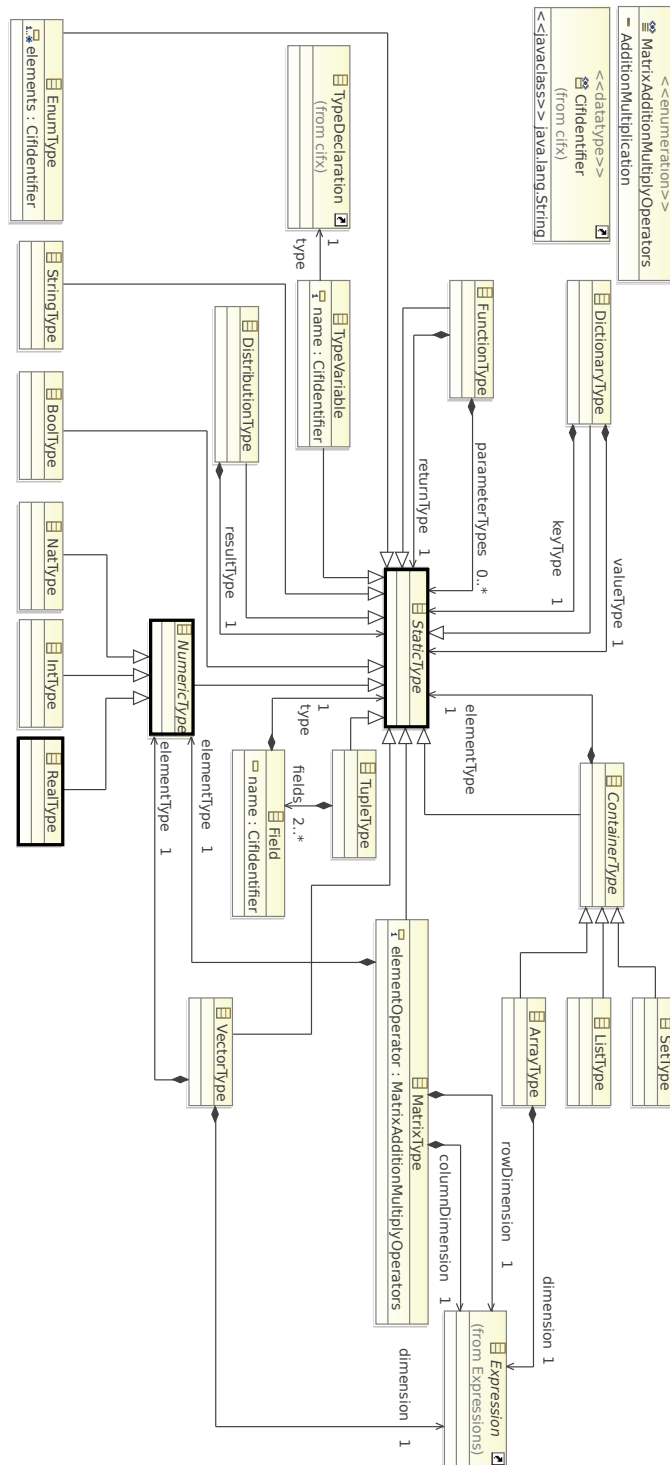 <<enumeration>>
MatrixAdditionMultiplyOperators
AdditionMultiplication
<<datatype>>
CifIdentifier
(from cifx)
<<javaclass>> java.lang.String
DictionaryType
valueType 1
keyType 1
SetType
ListType
ArrayType
ContainerType
elementType
1
dimension 1
FunctionType
parameterTypes 0..*
returnType 1
StaticType
TypeDeclaration
(from cifx)
1
type
TypeVariable
name : CifIdentifier
MatrixType
elementOperator : MatrixAdditionMultiplyOperators
rowDimension 1
columnDimension 1
Expression
(from Expressions)
dimension 1
TupleType
fields 2..*
1
type
Field
name : CifIdentifier
DistributionType
resultType 1
VectorType
elementType 1
elementType 1
NumericType
EnumType
elements : CifIdentifier
StringType
BoolType
NatType
IntType
RealType